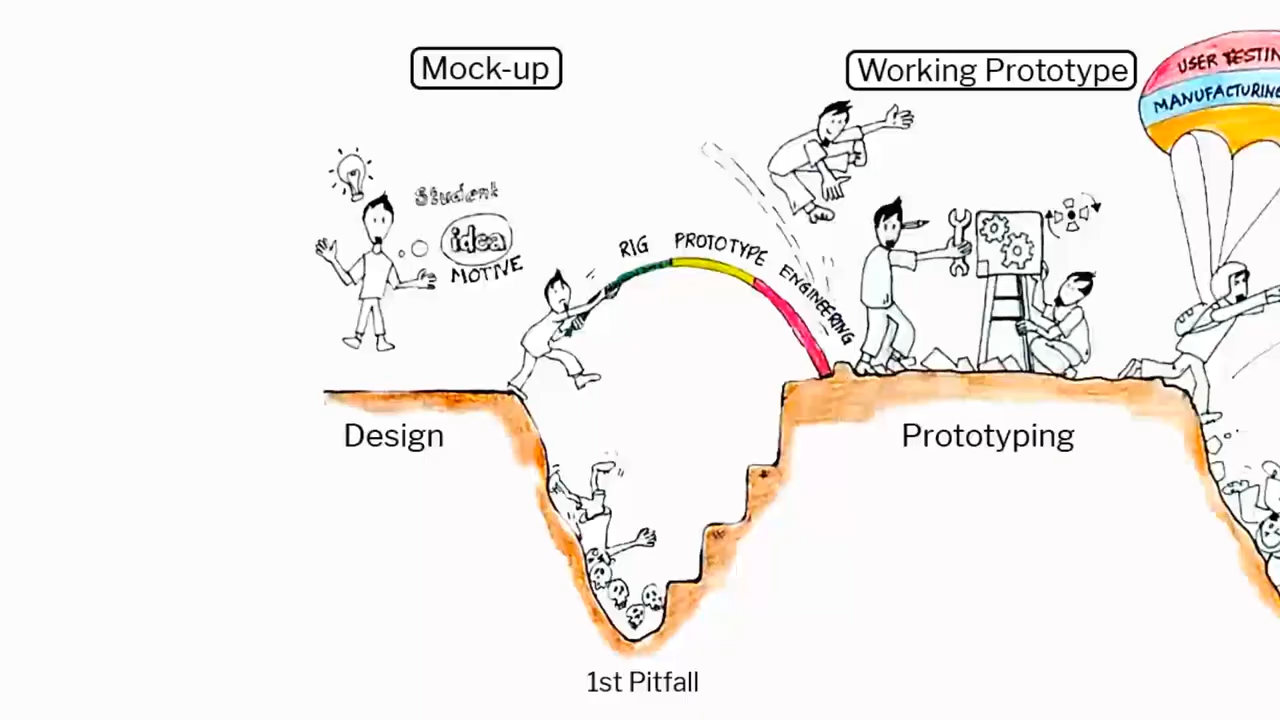 Mock-up
Working Prototype
USER TESTIN
MANUFACTURING
Student
idea
MOTIVE
RIG PROTOTYPE ENGINEERING
Design
Prototyping
1st Pitfall